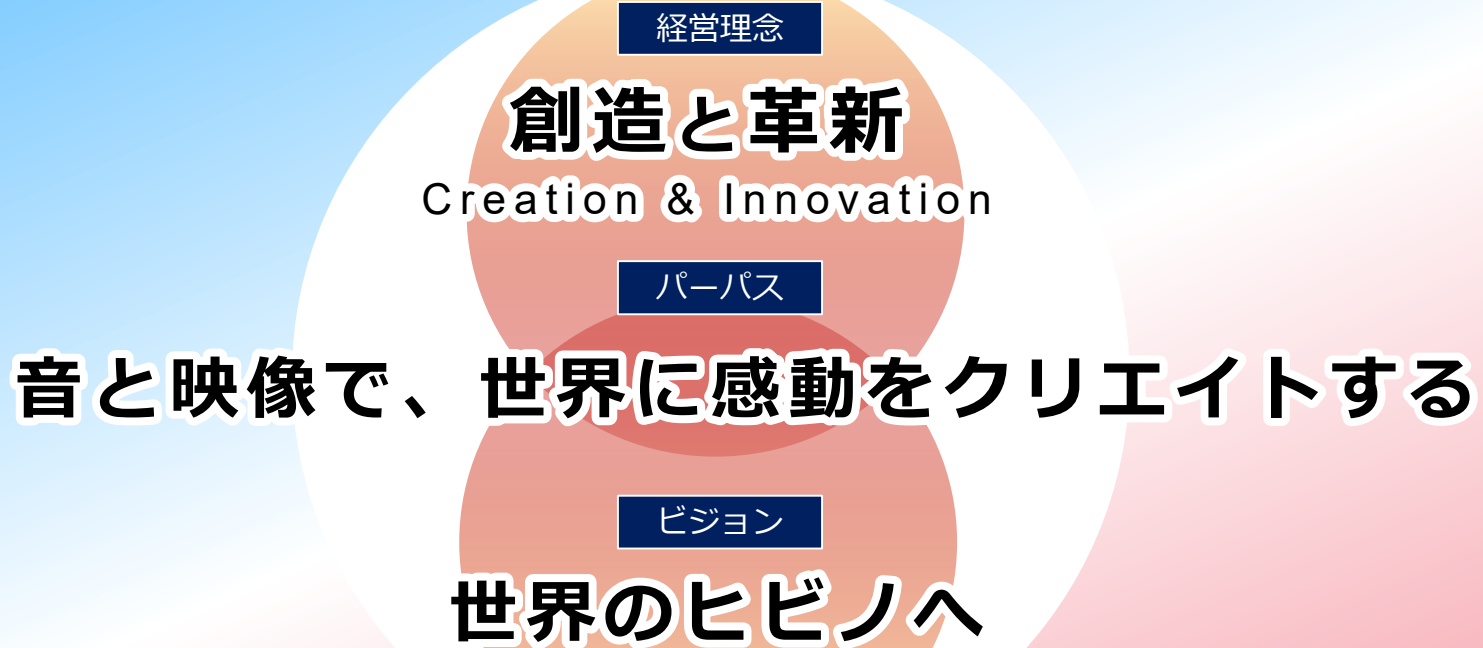 経営理念
創造と革新
Creation & Innovation
パーパス
音と映像で、世界に感動をクリエイトする
ビジョン
世界のヒビノへ